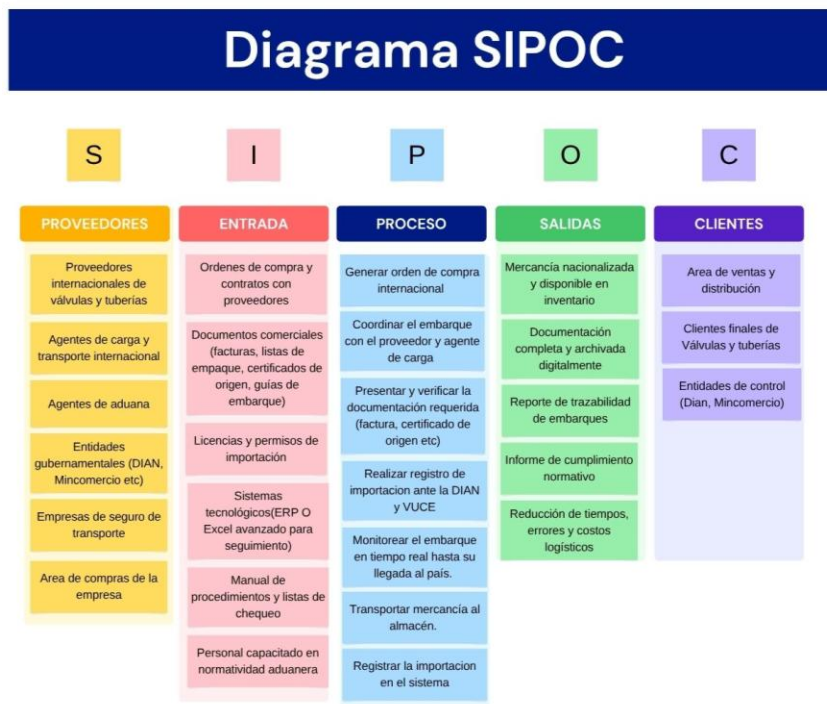 Diagrama SIPOC
S
I
P
O
C
PROVEEDORES
Proveedores
internacionales de
válvulas y tuberías
Agentes de carga y
transporte internacional
Agentes de aduana
Entidades
gubernamentales (DIAN,
Mincomercio etc)
Empresas de seguro de
transporte
Area de compras de la
empresa
ENTRADA
Ordenes de compra y
contratos con
proveedores
Documentos comerciales
(facturas, listas de
empaque, certificados de
origen, guías de
embarque)
Licencias y permisos de
importación
Sistemas
tecnológicos(ERP O
Excel avanzado para
seguimiento)
Manual de
procedimientos y listas de
chequeo
Personal capacitado en
normatividad aduanera
PROCESO
Generar orden de compra
internacional
Coordinar el embarque
con el proveedor y agente
de carga
Presentar y verificar la
documentación requerida
(factura, certificado de
origen etc)
Realizar registro de
importacion ante la DIAN
y VUCE
Monitorear el embarque
en tiempo real hasta su
llegada al país.
Transportar mercancía al
almacén.
Registrar la importacion
en el sistema
SALIDAS
Mercancía nacionalizada
y disponible en
inventario
Documentación
completa y archivada
digitalmente
Reporte de trazabilidad
de embarques
Informe de cumplimiento
normativo
Reducción de tiempos,
errores y costos
logísticos
CLIENTES
Area de ventas y
distribución
Clientes finales de
Válvulas y tuberías
Entidades de control
(Dian, Mincomercio)